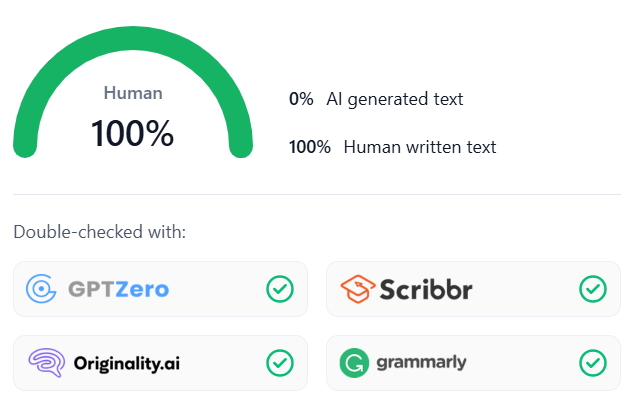 Human
100%
0% AI generated text
100% Human written text
Double-checked with:
GPTZero
Scribbr
Originality.ai
grammarly